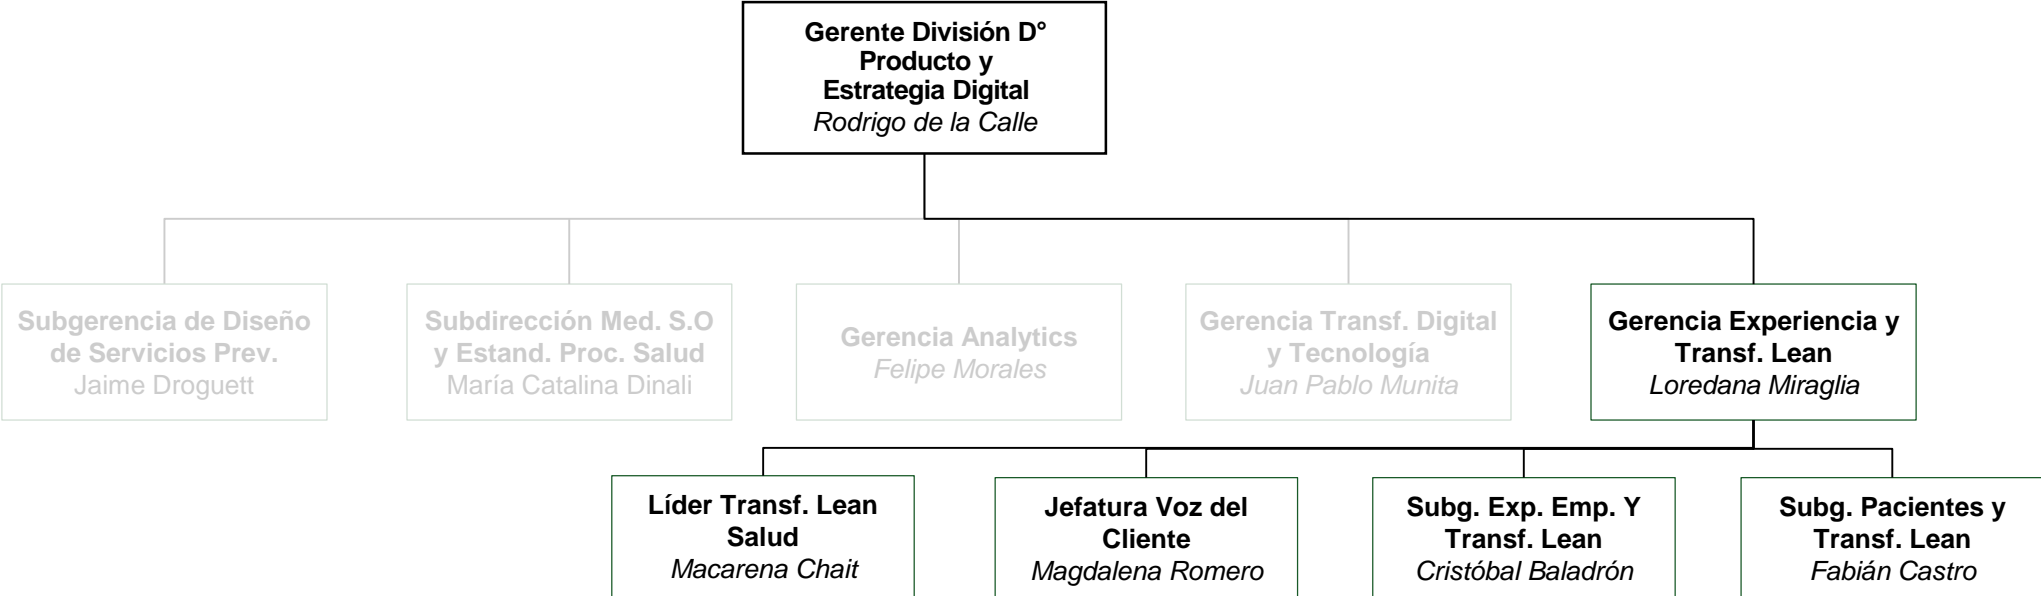 Gerente División D°
Producto y
Estrategia Digital
Rodrigo de la Calle
Subgerencia de Diseño
de Servicios Prev.
Jaime Droguett
Subdirección Med. S.O
y Estand. Proc. Salud
María Catalina Dinali
Gerencia Analytics
Felipe Morales
Gerencia Transf. Digital
y Tecnología
Juan Pablo Munita
Gerencia Experiencia y
Transf. Lean
Loredana Miraglia
Líder Transf. Lean
Salud
Macarena Chait
Jefatura Voz del
Cliente
Magdalena Romero
Subg. Exp. Emp. Y
Transf. Lean
Cristóbal Baladrón
Subg. Pacientes y
Transf. Lean
Fabián Castro